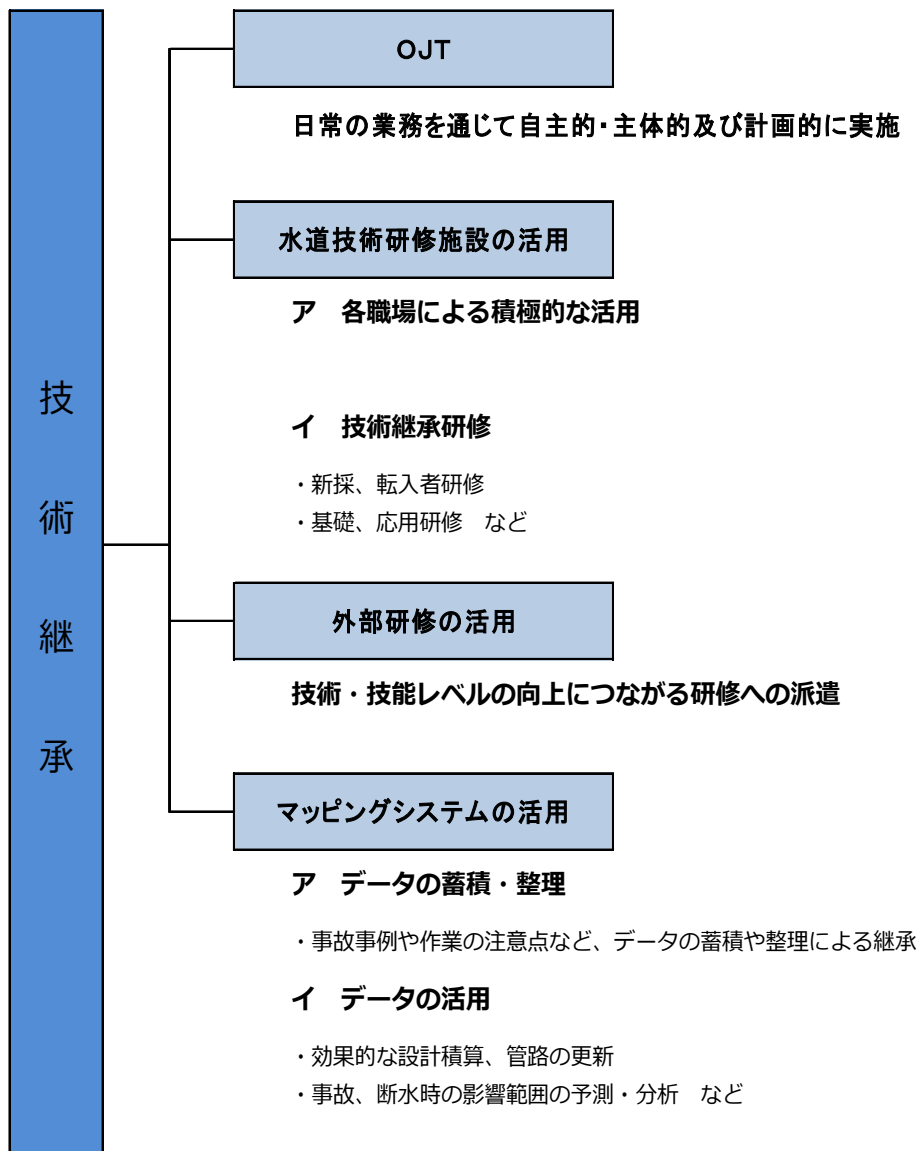 技術継承
OJT
日常の業務を通じて自主的・主体的及び計画的に実施
水道技術研修施設の活用
ア　各職場による積極的な活用
イ　技術継承研修
・新採、転入者研修
・基礎、応用研修　など
外部研修の活用
技術・技能レベルの向上につながる研修への派遣
マッピングシステムの活用
ア　データの蓄積・整理
・事故事例や作業の注意点など、データの蓄積や整理による継承
イ　データの活用
・効果的な設計積算、管路の更新
・事故、断水時の影響範囲の予測・分析　など